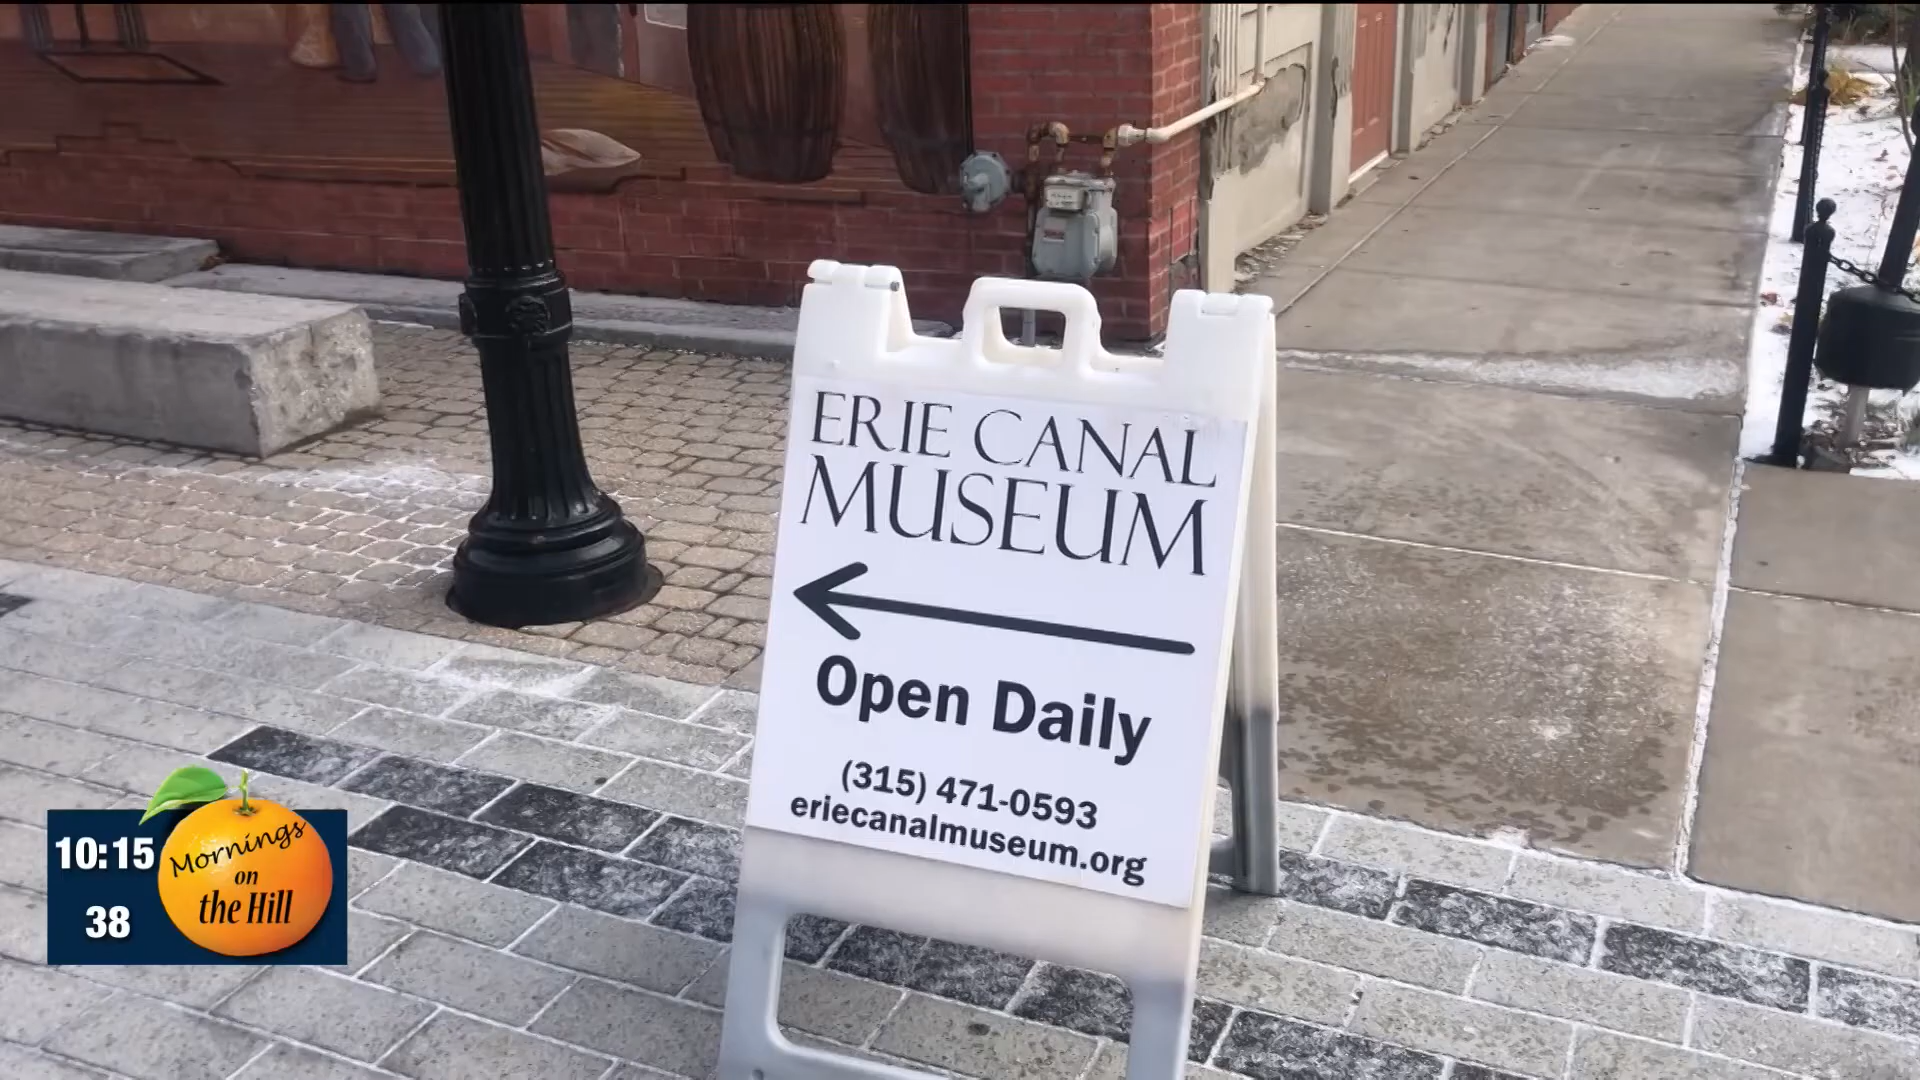 ERIE CANAL
MUSEUM
Open Daily
(315) 471-0593
eriecanalmuseum.org
10:15
38
Mornings
on
the Hill